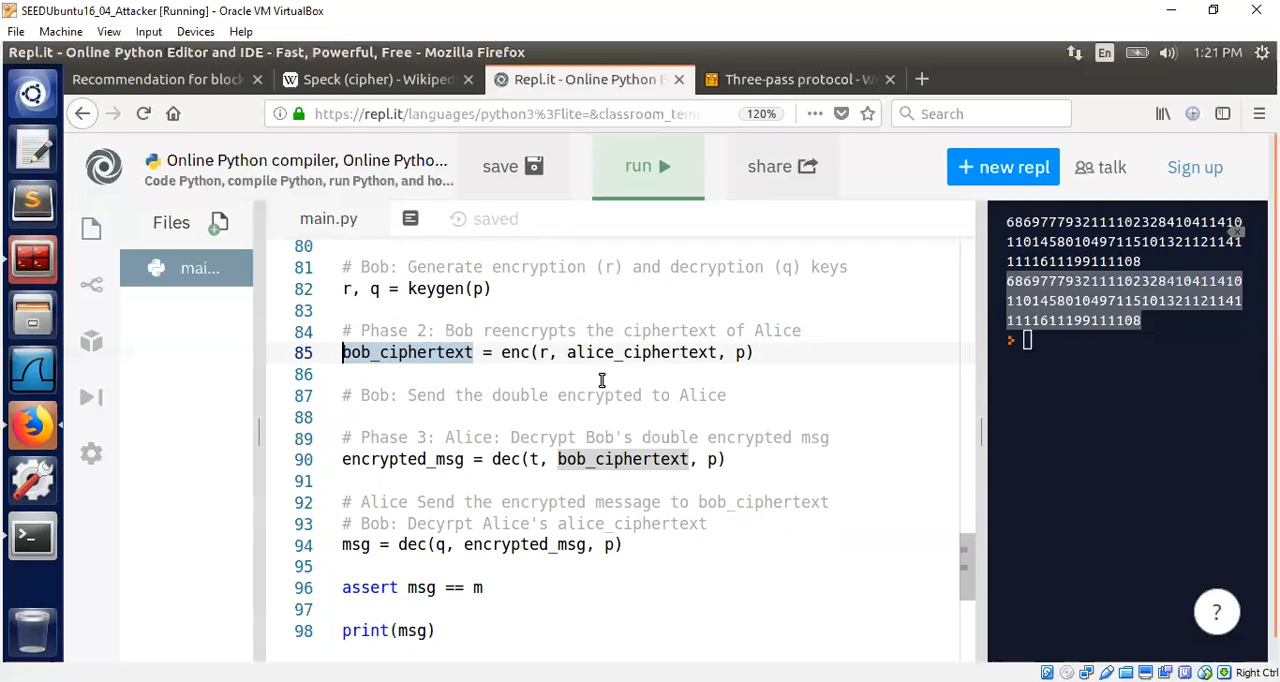 SEEDUbuntu16_04_Attacker [Running] - Oracle VM VirtualBox
File Machine View Input Devices Help
Repl.it - Online Python Editor and IDE - Fast, Powerful, Free - Mozilla Firefox
En 1:21 PM
Recommendation for block
W Speck (cipher) - Wikiped
Repl.it - Online Python E
Three-pass protocol - W
https://repl.it/languages/python3%3Flite=&classroom_tem
120%
Search
Online Python compiler, Online Pytho...
Code Python, compile Python, run Python, and ho...
save
run
share
+ new repl
talk
Sign up
Files
main.py
saved
mai...
80
81 # Bob: Generate encryption (r) and decryption (q) keys
82 r, q = keygen(p)
83
84 # Phase 2: Bob reencrypts the ciphertext of Alice
85 bob_ciphertext = enc(r, alice_ciphertext, p)
86
87 # Bob: Send the double encrypted to Alice
88
89 # Phase 3: Alice: Decrypt Bob's double encrypted msg
90 encrypted_msg = dec(t, bob_ciphertext, p)
91
92 # Alice Send the encrypted message to bob_ciphertext
93 # Bob: Decyrpt Alice's alice_ciphertext
94 msg = dec(q, encrypted_msg, p)
95
96 assert msg == m
97
98 print(msg)
6869777932111102328410411410
1101458010497115101321121141
1111611199111108
6869777932111102328410411410
1101458010497115101321121141
1111611199111108
>
?
Right Ctrl